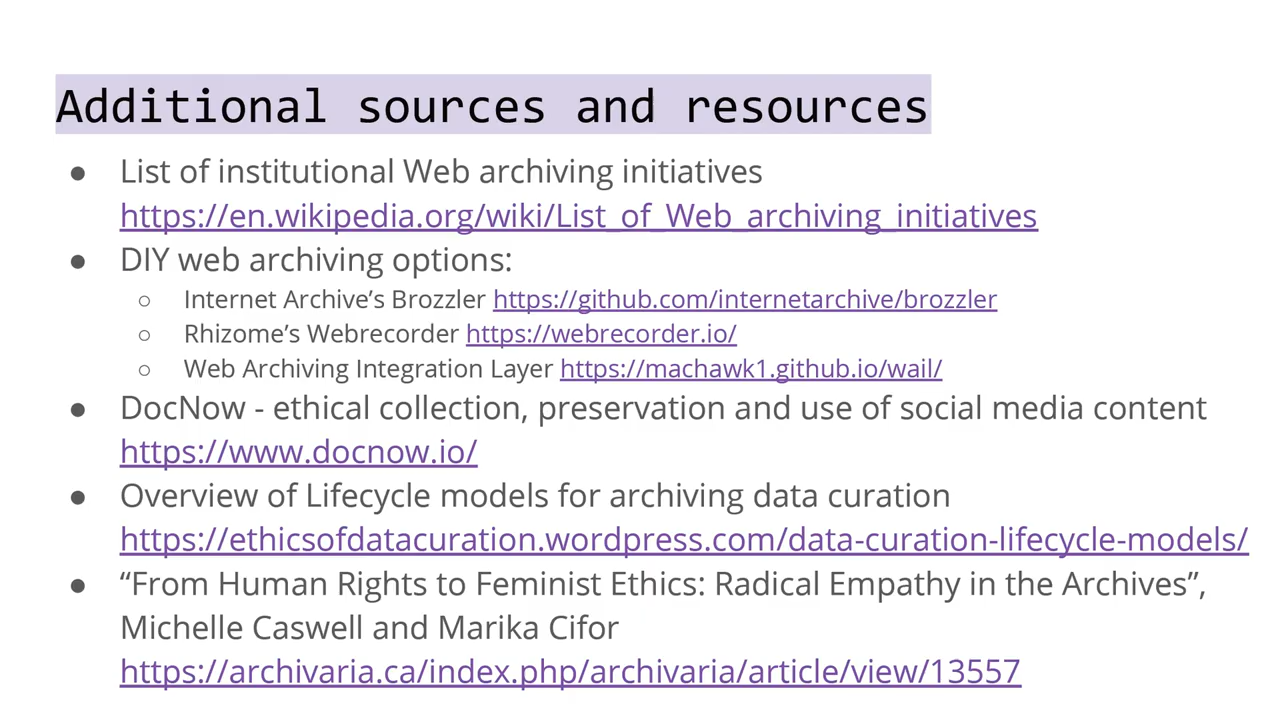 Additional sources and resources
● List of institutional Web archiving initiatives
https://en.wikipedia.org/wiki/List_of_Web_archiving_initiatives
● DIY web archiving options:
○ Internet Archive’s Brozzler https://github.com/internetarchive/brozzler
○ Rhizome’s Webrecorder https://webrecorder.io/
○ Web Archiving Integration Layer https://machawk1.github.io/wail/
● DocNow - ethical collection, preservation and use of social media content
https://www.docnow.io/
● Overview of Lifecycle models for archiving data curation
https://ethicsofdatacuration.wordpress.com/data-curation-lifecycle-models/
● “From Human Rights to Feminist Ethics: Radical Empathy in the Archives”,
Michelle Caswell and Marika Cifor
https://archivaria.ca/index.php/archivaria/article/view/13557